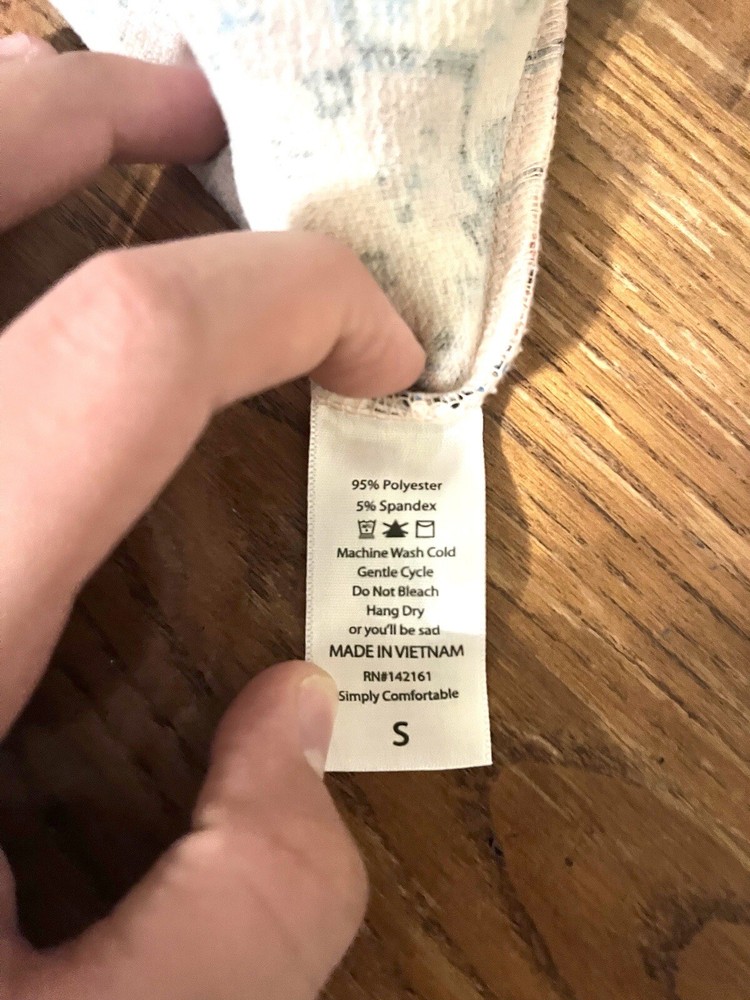 95% Polyester
5% Spandex
Machine Wash Cold
Gentle Cycle
Do Not Bleach
Hang Dry
or you'll be sad
MADE IN VIETNAM
RN#142161
Simply Comfortable
S